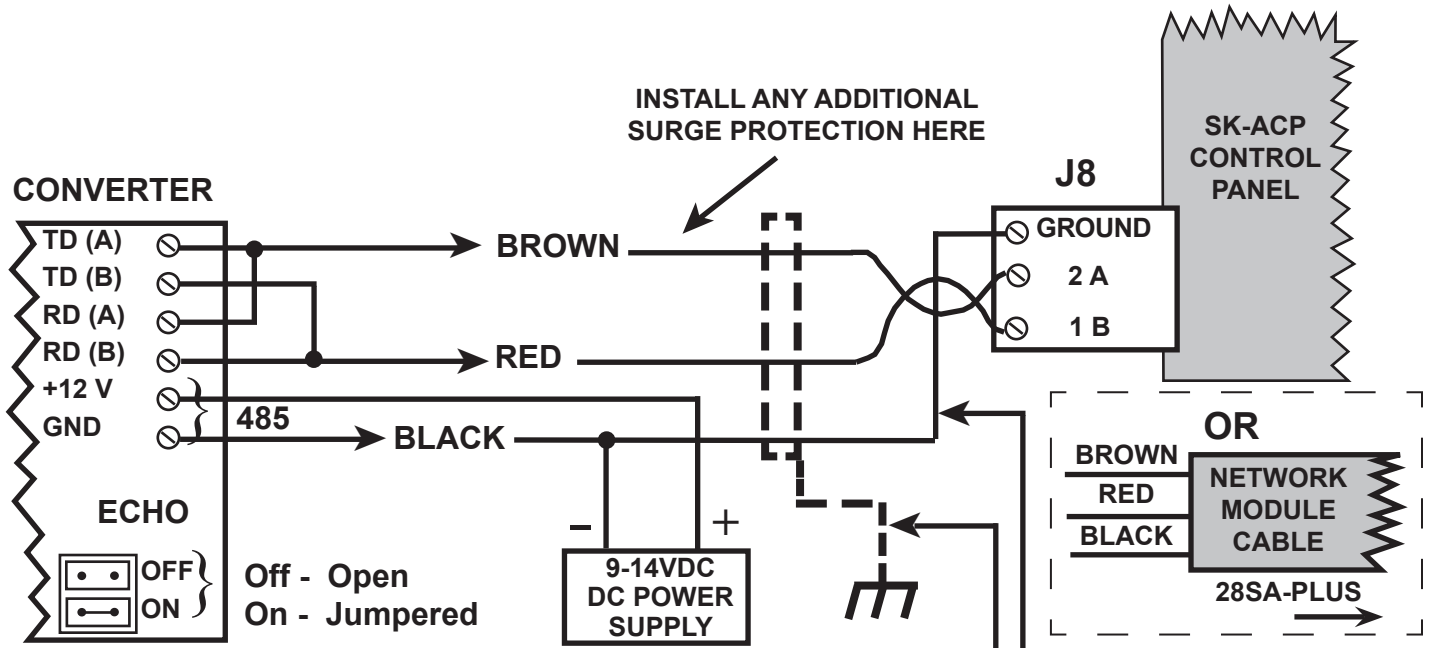 INSTALL ANY ADDITIONAL
SURGE PROTECTION HERE
SK-ACP
CONTROL
PANEL
J8
CONVERTER
TD (A)
TD (B)
RD (A)
RD (B)
+12 V
GND
485
BROWN
RED
BLACK
GROUND
2 A
1 B
ECHO
OFF
ON
Off - Open
On - Jumpered
− +
9-14VDC
DC POWER
SUPPLY
OR
BROWN
RED
BLACK
NETWORK
MODULE
CABLE
28SA-PLUS